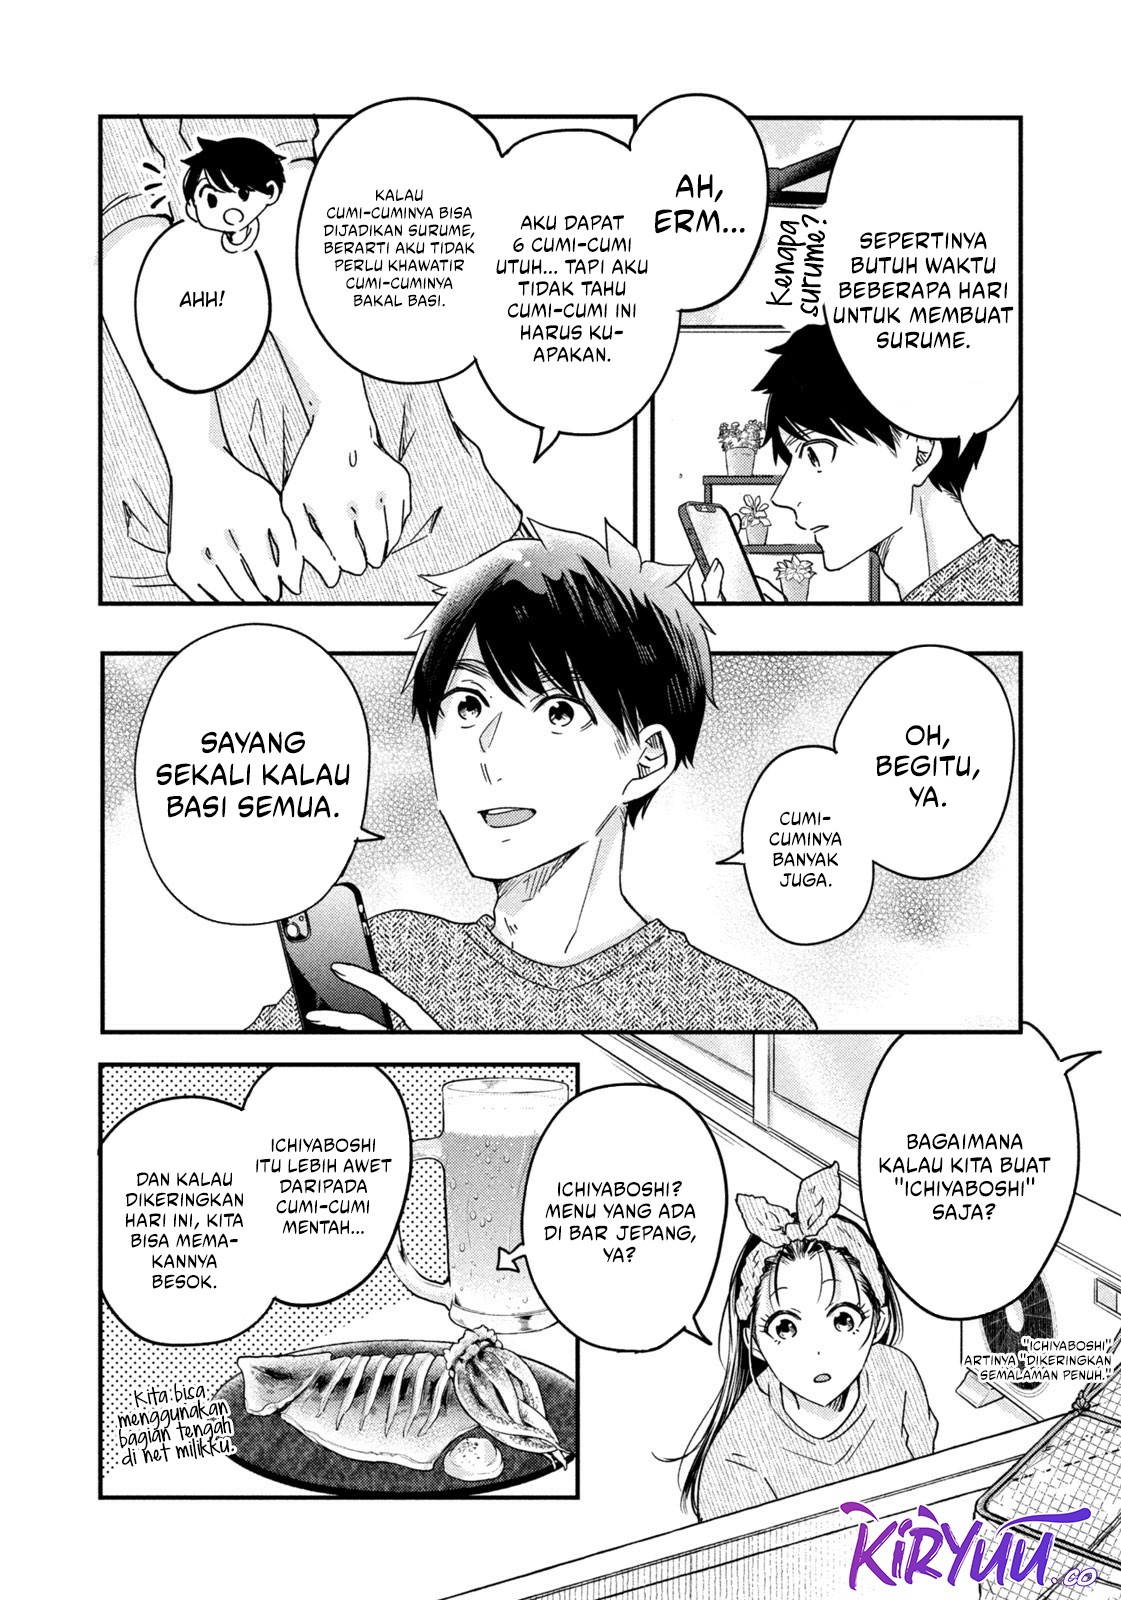 SEPERTINYA
BUTUH WAKTU
BEBERAPA HARI
UNTUK MEMBUAT
SURUME.
Kenapa
surume?
AH,
ERM...
AKU DAPAT
6 CUMI-CUMI
UTUH... TAPI AKU
TIDAK TAHU
CUMI-CUMI INI
HARUS KU-
APAKAN.
KALAU
CUMI-CUMINYA BISA
DIJADIKAN SURUME,
BERARTI AKU TIDAK
PERLU KHAWATIR
CUMI-CUMINYA
BAKAL BASI.
AHH!
OH,
BEGITU,
YA.
CUMI-
CUMINYA
BANYAK
JUGA.
SAYANG
SEKALI KALAU
BASI SEMUA.
BAGAIMANA
KALAU KITA BUAT
"ICHIYABOSHI"
SAJA?
"ICHIYABOSHI"
ARTINYA "DIKERINGKAN
SEMALAMAN PENUH."
ICHIYABOSHI?
MENU YANG ADA
DI BAR JEPANG,
YA?
ICHIYABOSHI
ITU LEBIH AWET
DARIPADA
CUMI-CUMI
MENTAH...
DAN KALAU
DIKERINGKAN
HARI INI, KITA
BISA MEMA-
KANNYA
BESOK.
Kita bisa
menggunakan
bagian tengah
di net milikku.
KIRYUU.co